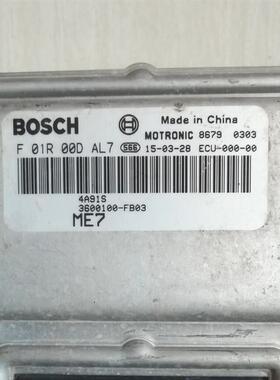 BOSCH
Made in China
MOTRONIC 8679 0303
F 01R 00D AL7 S66 15-03-28 ECU-000-00
4A91S
3600100-FB03
ME7